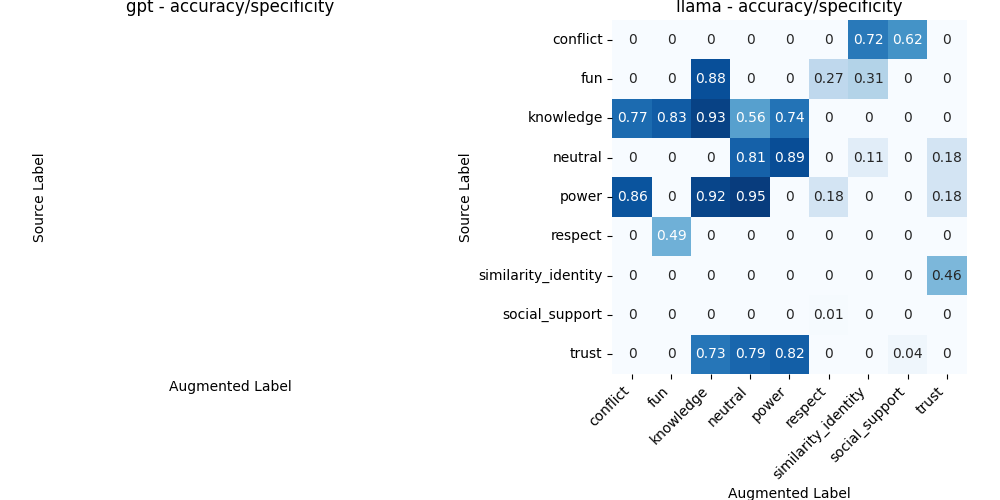 gpt - accuracy/specificity
Source Label
Augmented Label
llama - accuracy/specificity
Source Label
conflict 0 0 0 0 0 0 0.72 0.62 0
fun 0 0 0.88 0 0 0.27 0.31 0 0
knowledge 0.77 0.83 0.93 0.56 0.74 0 0 0 0
neutral 0 0 0 0.81 0.89 0 0.11 0 0.18
power 0.86 0 0.92 0.95 0 0.18 0 0 0.18
respect 0 0.49 0 0 0 0 0 0 0
similarity_identity 0 0 0 0 0 0 0 0 0.46
social_support 0 0 0 0 0 0.01 0 0 0
trust 0 0 0.73 0.79 0.82 0 0 0.04 0
conflict fun knowledge neutral power respect similarity_identity social_support trust
Augmented Label